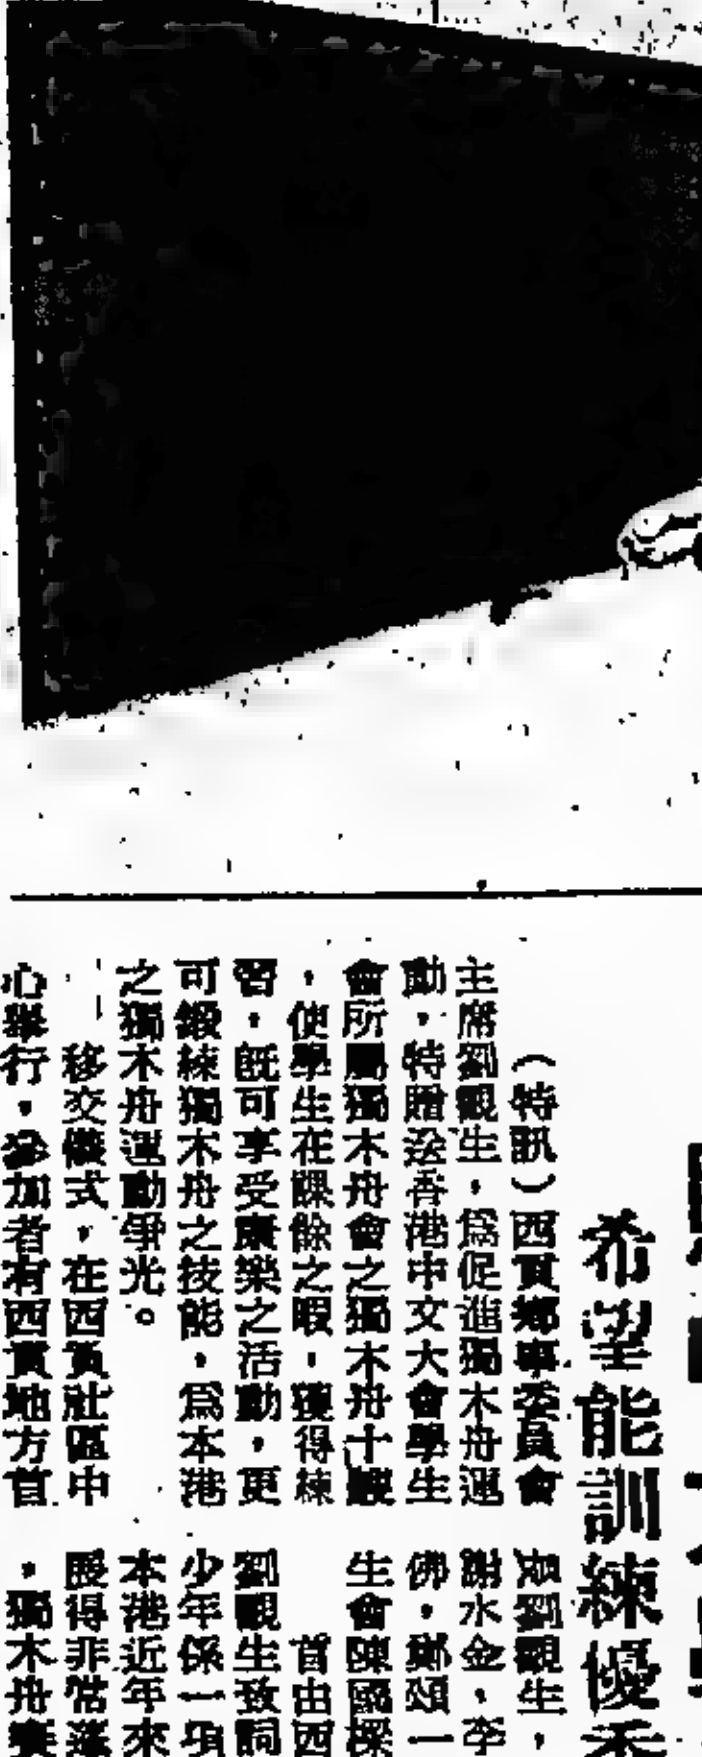 希望能訓練優秀
（特訊）西貢鄉事委員會
主席劉觀生，為促進獨木舟運
動，特贈送香港中文大會學生
會所屬獨木舟會之獨木舟十艘
，使學生在課餘之暇，獲得練
習，既可享受康樂之活動，更
可鍛練獨木舟之技能，爲本港
之獨木舟運動爭光。
移交儀式，在西貢社區中
心舉行，參加者有西貢地方首
如劉觀生，
謝水金，李
佛，鄭頌一
生會陳國
首由西
劉觀生致詞
少年係一項
本港近年來
展得非常蓬
，獨木舟賽